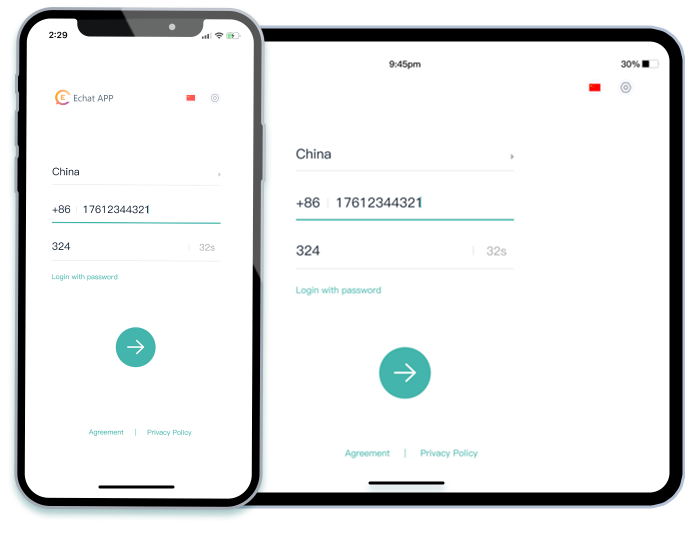 2:29
E
Echat APP
China
+86 17612344321
324 32s
Login with password
Agreement | Privacy Policy
9:45pm 30%
China
+86 17612344321
324 32s
Login with password
Agreement | Privacy Policy